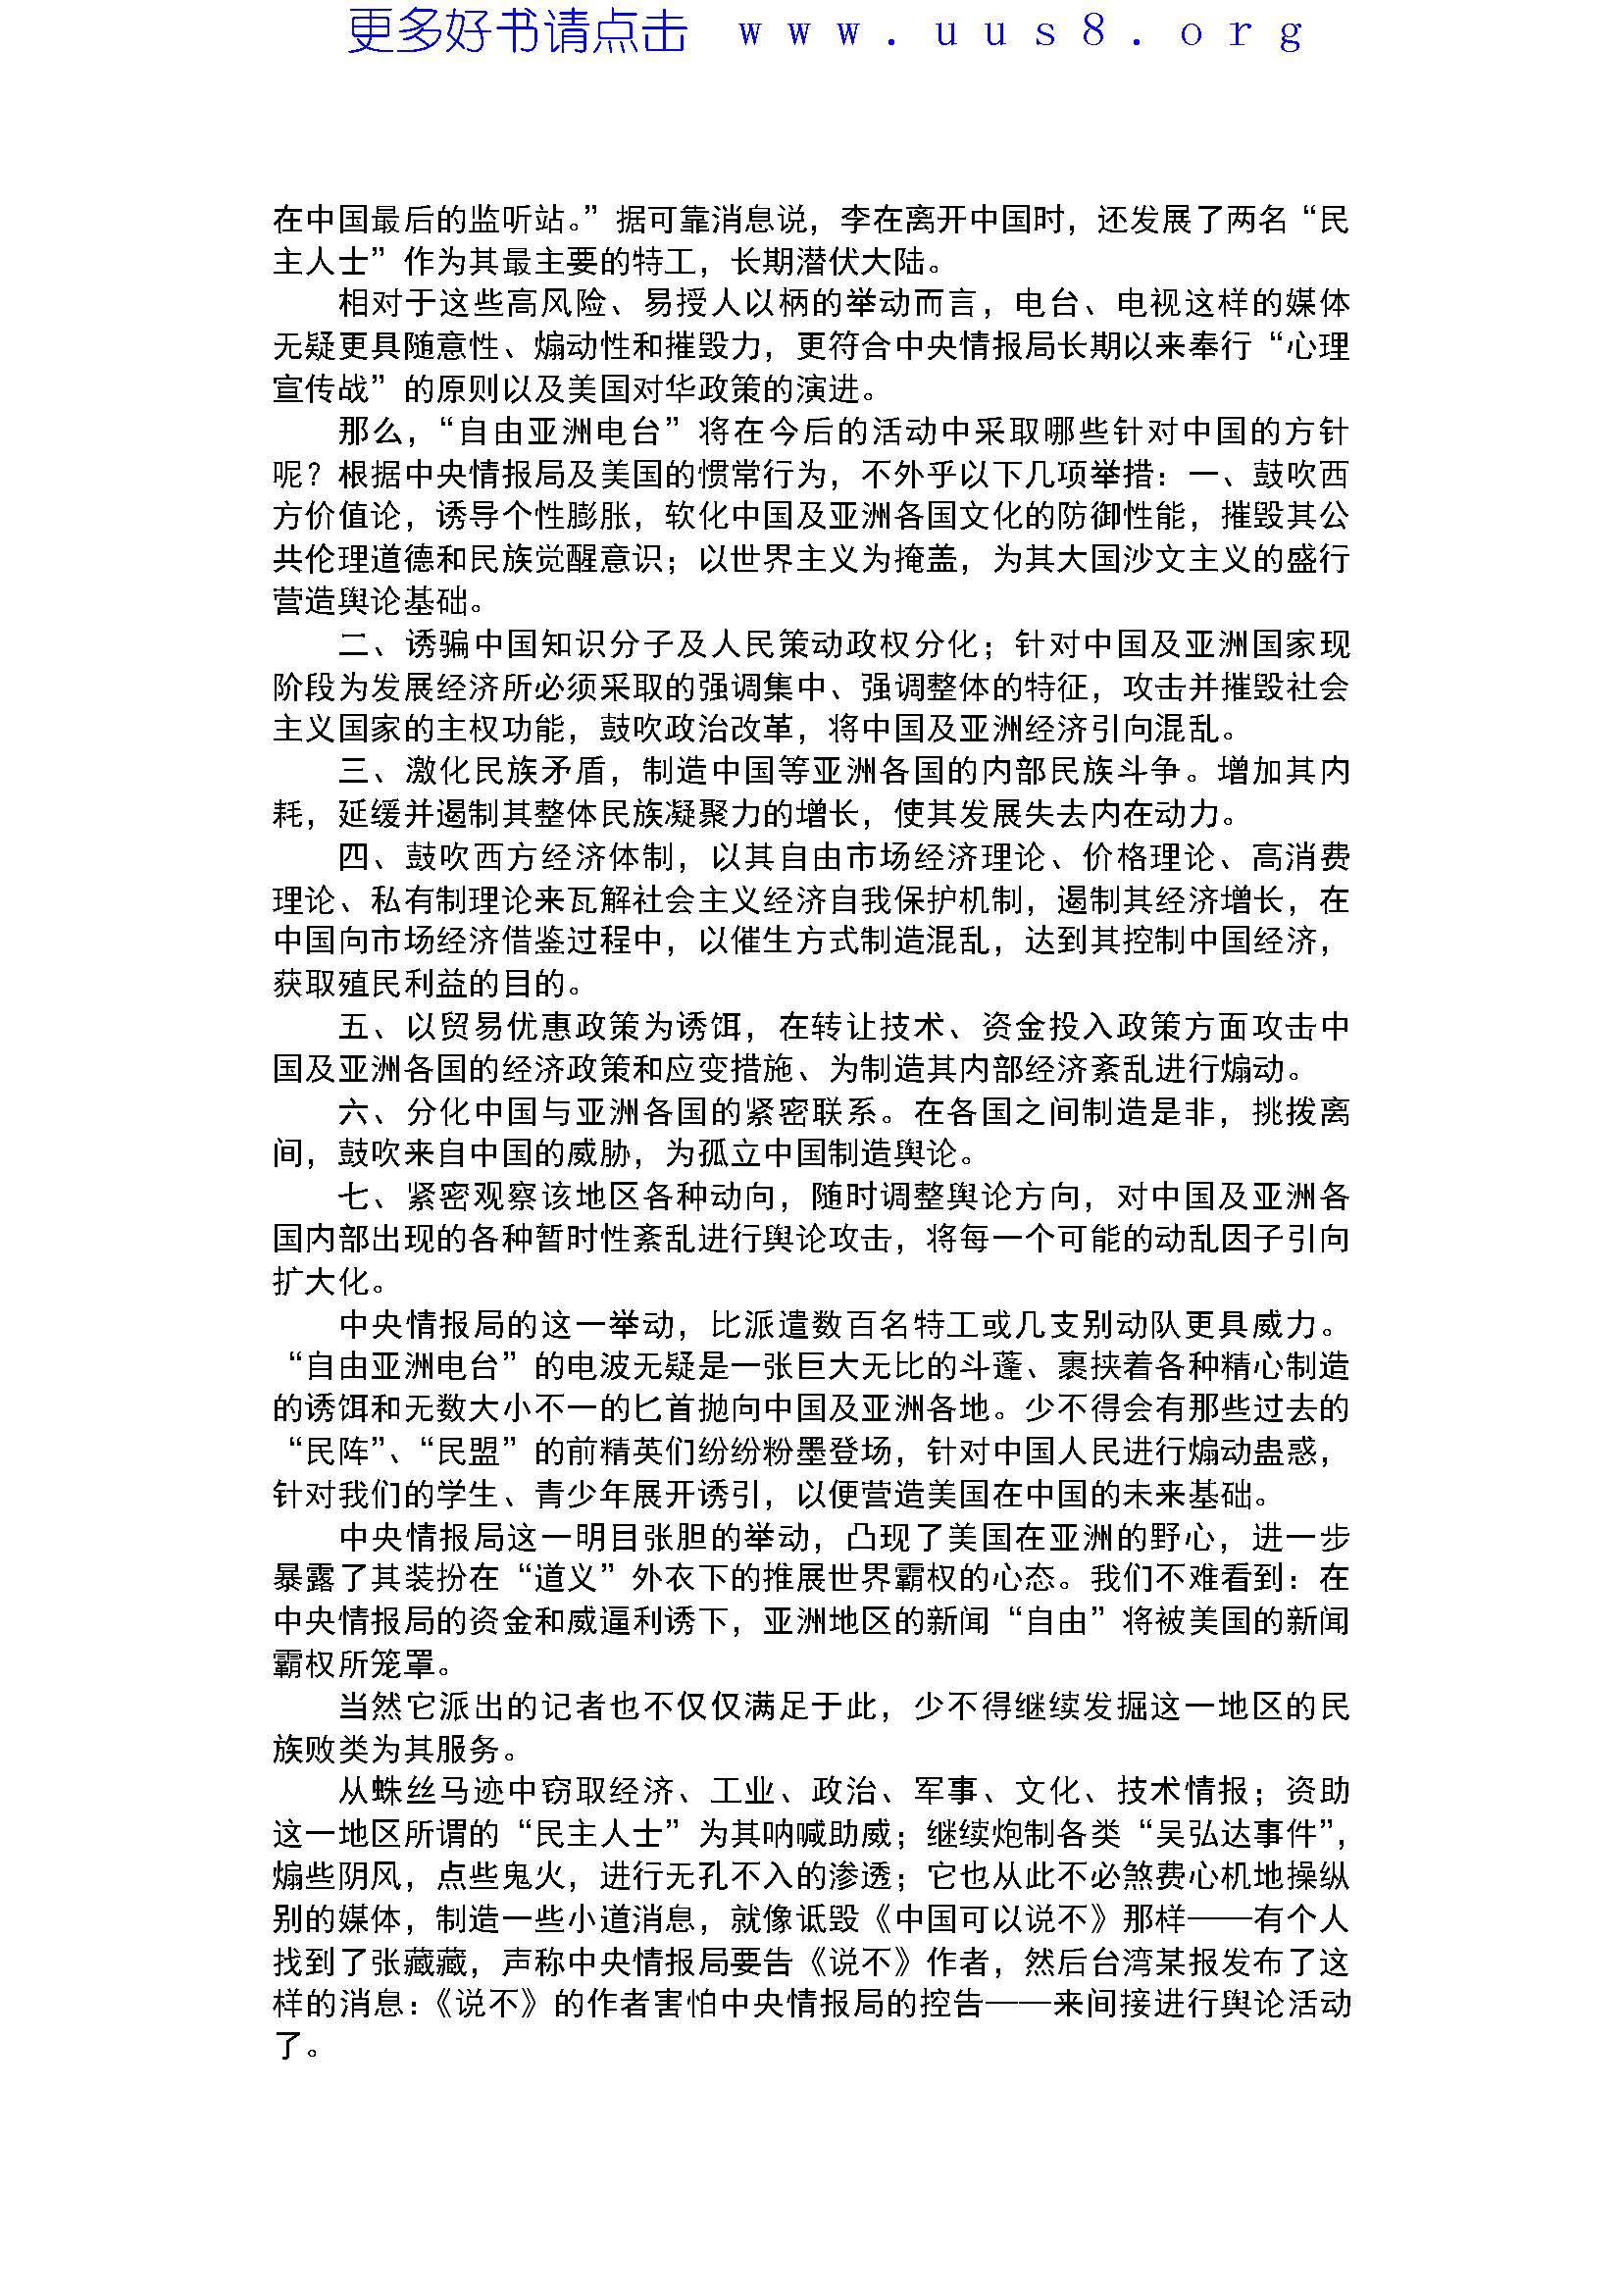 更多好书请点击 www.uus8.org
在中国最后的监听站。”据可靠消息说，李在离开中国时，还发展了两名“民
主人士”作为其最主要的特工，长期潜伏大陆。
相对于这些高风险、易授人以柄的举动而言，电台、电视这样的媒体
无疑更具随意性、煽动性和摧毁力，更符合中央情报局长期以来奉行“心理
宣传战”的原则以及美国对华政策的演进。
那么，“自由亚洲电台”将在今后的活动中采取哪些针对中国的方针
呢？根据中央情报局及美国的惯常行为，不外乎以下几项举措：一、鼓吹西
方价值论，诱导个性膨胀，软化中国及亚洲各国文化的防御性能，摧毁其公
共伦理道德和民族觉醒意识；以世界主义为掩盖，为其大国沙文主义的盛行
营造舆论基础。
二、诱骗中国知识分子及人民策动政权分化；针对中国及亚洲国家现
阶段为发展经济所必须采取的强调集中、强调整体的特征，攻击并摧毁社会
主义国家的主权功能，鼓吹政治改革，将中国及亚洲经济引向混乱。
三、激化民族矛盾，制造中国等亚洲各国的内部民族斗争。增加其内
耗，延缓并遏制其整体民族凝聚力的增长，使其发展失去内在动力。
四、鼓吹西方经济体制，以其自由市场经济理论、价格理论、高消费
理论、私有制理论来瓦解社会主义经济自我保护机制，遏制其经济增长，在
中国向市场经济借鉴过程中，以催生方式制造混乱，达到其控制中国经济，
获取殖民利益的目的。
五、以贸易优惠政策为诱饵，在转让技术、资金投入政策方面攻击中
国及亚洲各国的经济政策和应变措施、为制造其内部经济紊乱进行煽动。
六、分化中国与亚洲各国的紧密联系。在各国之间制造是非，挑拨离
间，鼓吹来自中国的威胁，为孤立中国制造舆论。
七、紧密观察该地区各种动向，随时调整舆论方向，对中国及亚洲各
国内部出现的各种暂时性紊乱进行舆论攻击，将每一个可能的动乱因子引向
扩大化。
中央情报局的这一举动，比派遣数百名特工或几支别动队更具威力。
“自由亚洲电台”的电波无疑是一张巨大无比的斗蓬、裹挟着各种精心制造
的诱饵和无数大小不一的匕首抛向中国及亚洲各地。少不得会有那些过去的
“民阵”、“民盟”的前精英们纷纷粉墨登场，针对中国人民进行煽动蛊惑，
针对我们的学生、青少年展开诱引，以便营造美国在中国的未来基础。
中央情报局这一明目张胆的举动，凸现了美国在亚洲的野心，进一步
暴露了其装扮在“道义”外衣下的推展世界霸权的心态。我们不难看到：在
中央情报局的资金和威逼利诱下，亚洲地区的新闻“自由”将被美国的新闻
霸权所笼罩。
当然它派出的记者也不仅仅满足于此，少不得继续发掘这一地区的民
族败类为其服务。
从蛛丝马迹中窃取经济、工业、政治、军事、文化、技术情报；资助
这一地区所谓的“民主人士”为其呐喊助威；继续炮制各类“吴弘达事件”，
煽些阴风，点些鬼火，进行无孔不入的渗透；它也从此不必煞费心机地操纵
别的媒体，制造一些小道消息，就像诋毁《中国可以说不》那样——有个人
找到了张藏藏，声称中央情报局要告《说不》作者，然后台湾某报发布了这
样的消息：《说不》的作者害怕中央情报局的控告——来间接进行舆论活动
了。